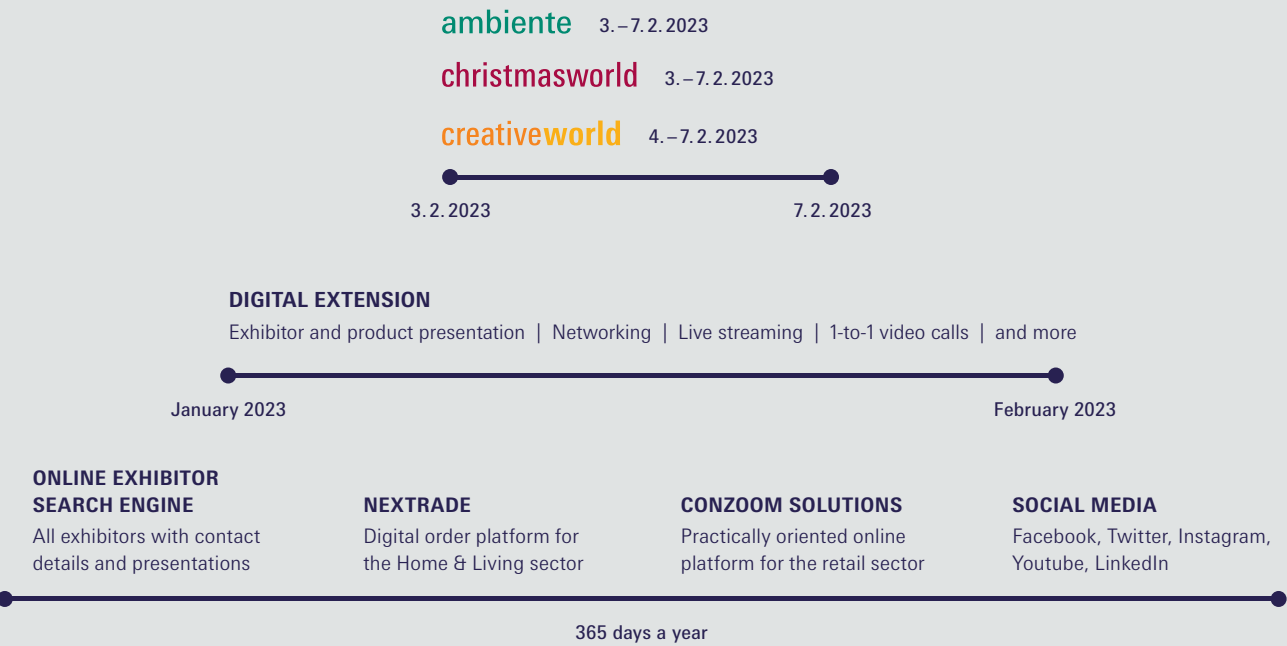 ambiente 3.–7.2.2023
christmasworld 3.–7.2.2023
creativeworld 4.–7.2.2023
3.2.2023 7.2.2023
DIGITAL EXTENSION
Exhibitor and product presentation | Networking | Live streaming | 1-to-1 video calls | and more
January 2023 February 2023
ONLINE EXHIBITOR
SEARCH ENGINE
All exhibitors with contact
details and presentations
NEXTRADE
Digital order platform for
the Home & Living sector
CONZOOM SOLUTIONS
Practically oriented online
platform for the retail sector
SOCIAL MEDIA
Facebook, Twitter, Instagram,
Youtube, LinkedIn
365 days a year